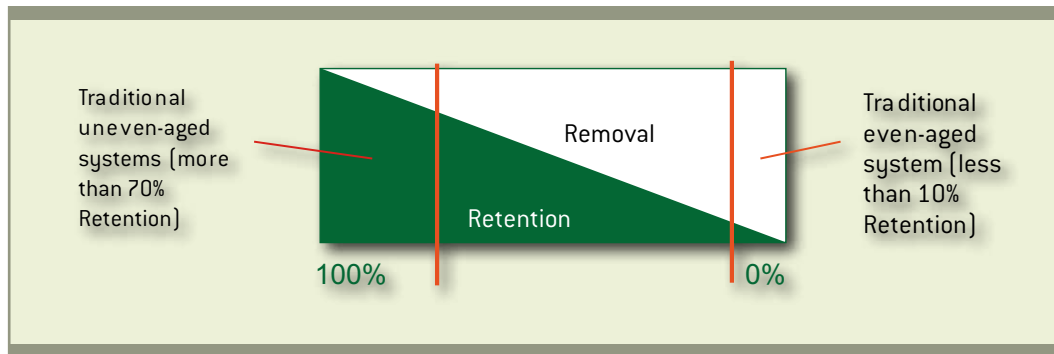 Traditional
uneven-aged
systems (more
than 70%
Retention)
Removal
Retention
100%
0%
Traditional
even-aged
system (less
than 10%
Retention)